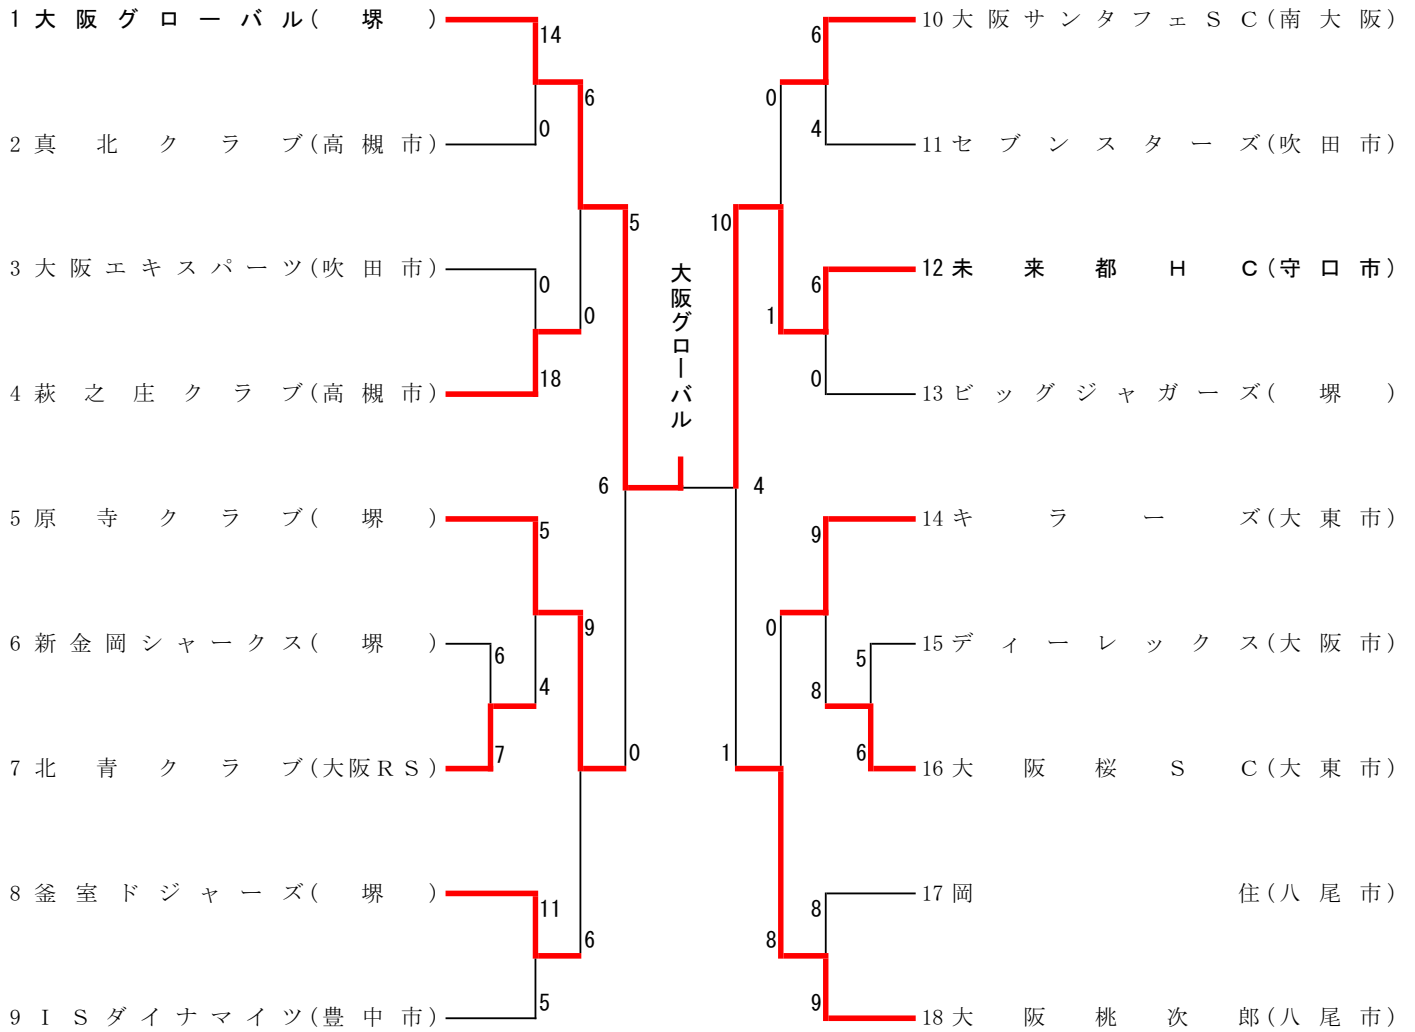 1 大阪グローバル(堺)
14
6
0
2 真北クラブ(高槻市)
5
3 大阪エキスパーツ(吹田市)
0
0
18
4 萩之庄クラブ(高槻市)
6
5 原寺クラブ(堺)
5
9
6 新金岡シャークス(堺)
6
4
7
0
7 北青クラブ(大阪RS)
8 釜室ドジャーズ(堺)
11
6
5
9 ISダイナマイツ(豊中市)
大阪グローバル
10 大阪サンタフェSC(南大阪)
6
0
4
11 セブンスターズ(吹田市)
10
12 未来都HC(守口市)
6
1
0
13 ビッグジャガーズ(堺)
4
14 キラーズ(大東市)
9
0
15 ディーレックス(大阪市)
5
8
6
1
16 大阪桜SC(大東市)
17 岡住(八尾市)
8
8
9
18 大阪桃次郎(八尾市)